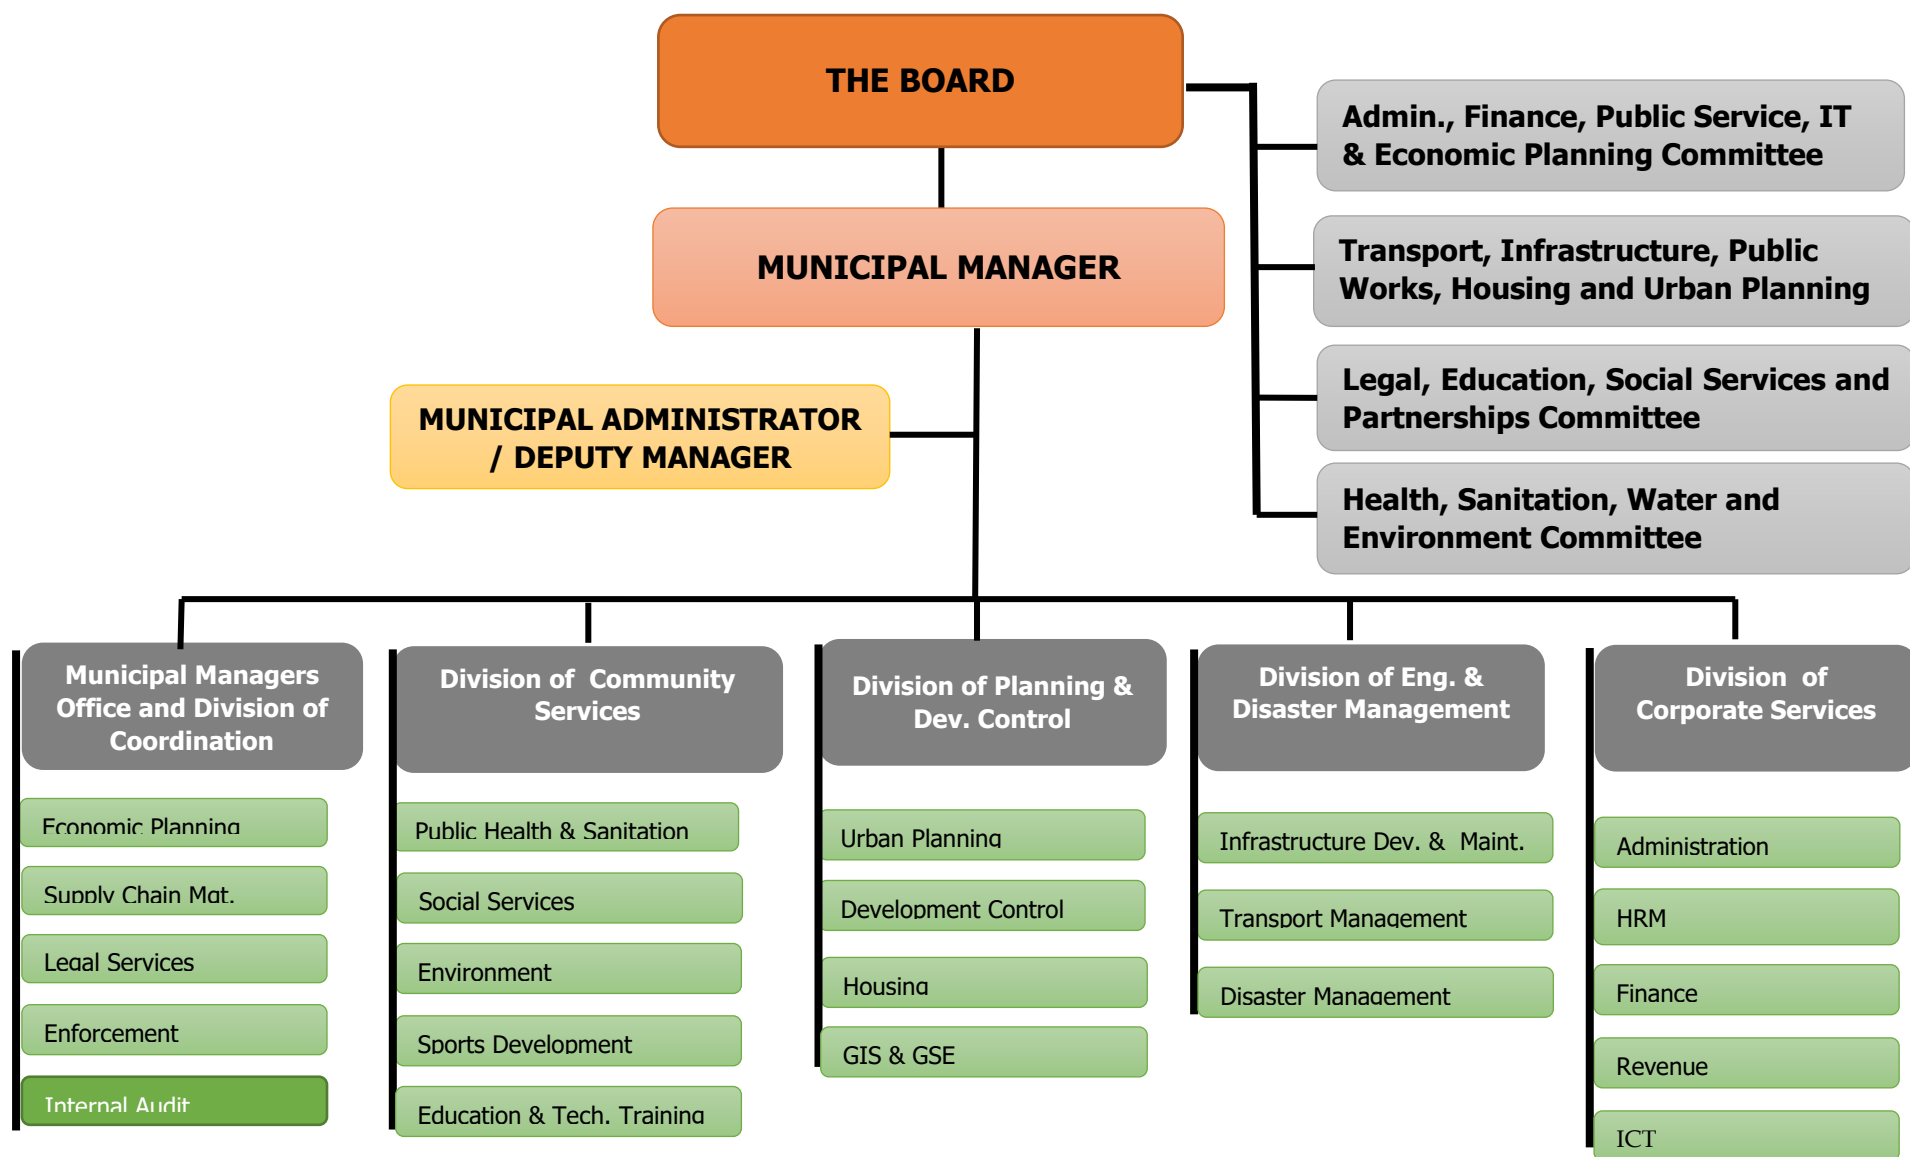 THE BOARD
Admin., Finance, Public Service, IT
& Economic Planning Committee
MUNICIPAL MANAGER
Transport, Infrastructure, Public
Works, Housing and Urban Planning
Legal, Education, Social Services and
Partnerships Committee
MUNICIPAL ADMINISTRATOR
/ DEPUTY MANAGER
Health, Sanitation, Water and
Environment Committee
Municipal Managers
Office and Division of
Coordination
Economic Planning
Supply Chain Mgt.
Legal Services
Enforcement
Internal Audit
Division of  Community
Services
Public Health & Sanitation
Social Services
Environment
Sports Development
Education & Tech. Training
Division of Planning &
Dev. Control
Urban Planning
Development Control
Housing
GIS & GSE
Division of Eng. &
Disaster Management
Infrastructure Dev. &  Maint.
Transport Management
Disaster Management
Division  of
Corporate Services
Administration
HRM
Finance
Revenue
ICT